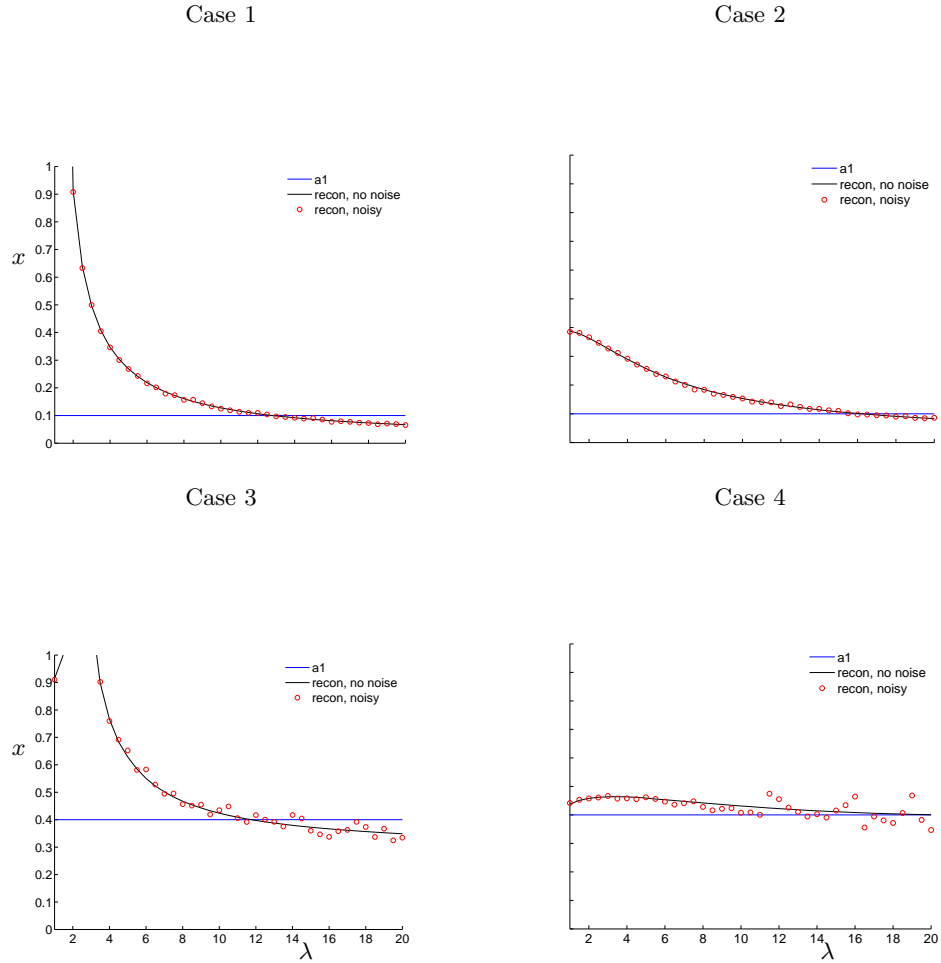 Case 1
Case 2
1
0.9
0.8
0.7
0.6
0.5
0.4
0.3
0.2
0.1
0
x
a1
recon, no noise
recon, noisy
a1
recon, no noise
recon, noisy
Case 3
Case 4
1
0.9
0.8
0.7
0.6
0.5
0.4
0.3
0.2
0.1
0
x
a1
recon, no noise
recon, noisy
2 4 6 8 10 12 14 16 18 20
λ
a1
recon, no noise
recon, noisy
2 4 6 8 10 12 14 16 18 20
λ